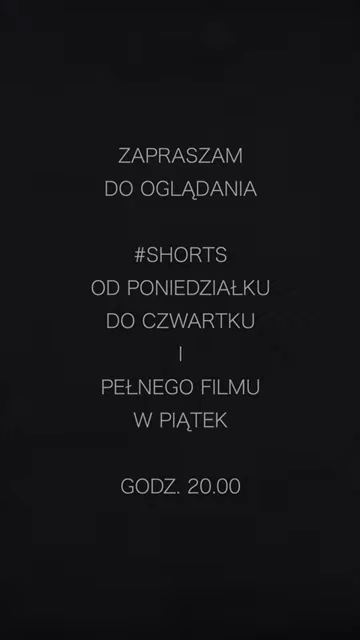 ZAPRASZAM
DO OGLĄDANIA
#SHORTS
OD PONIEDZIAŁKU
DO CZWARTKU
I
PEŁNEGO FILMU
W PIĄTEK
GODZ. 20.00